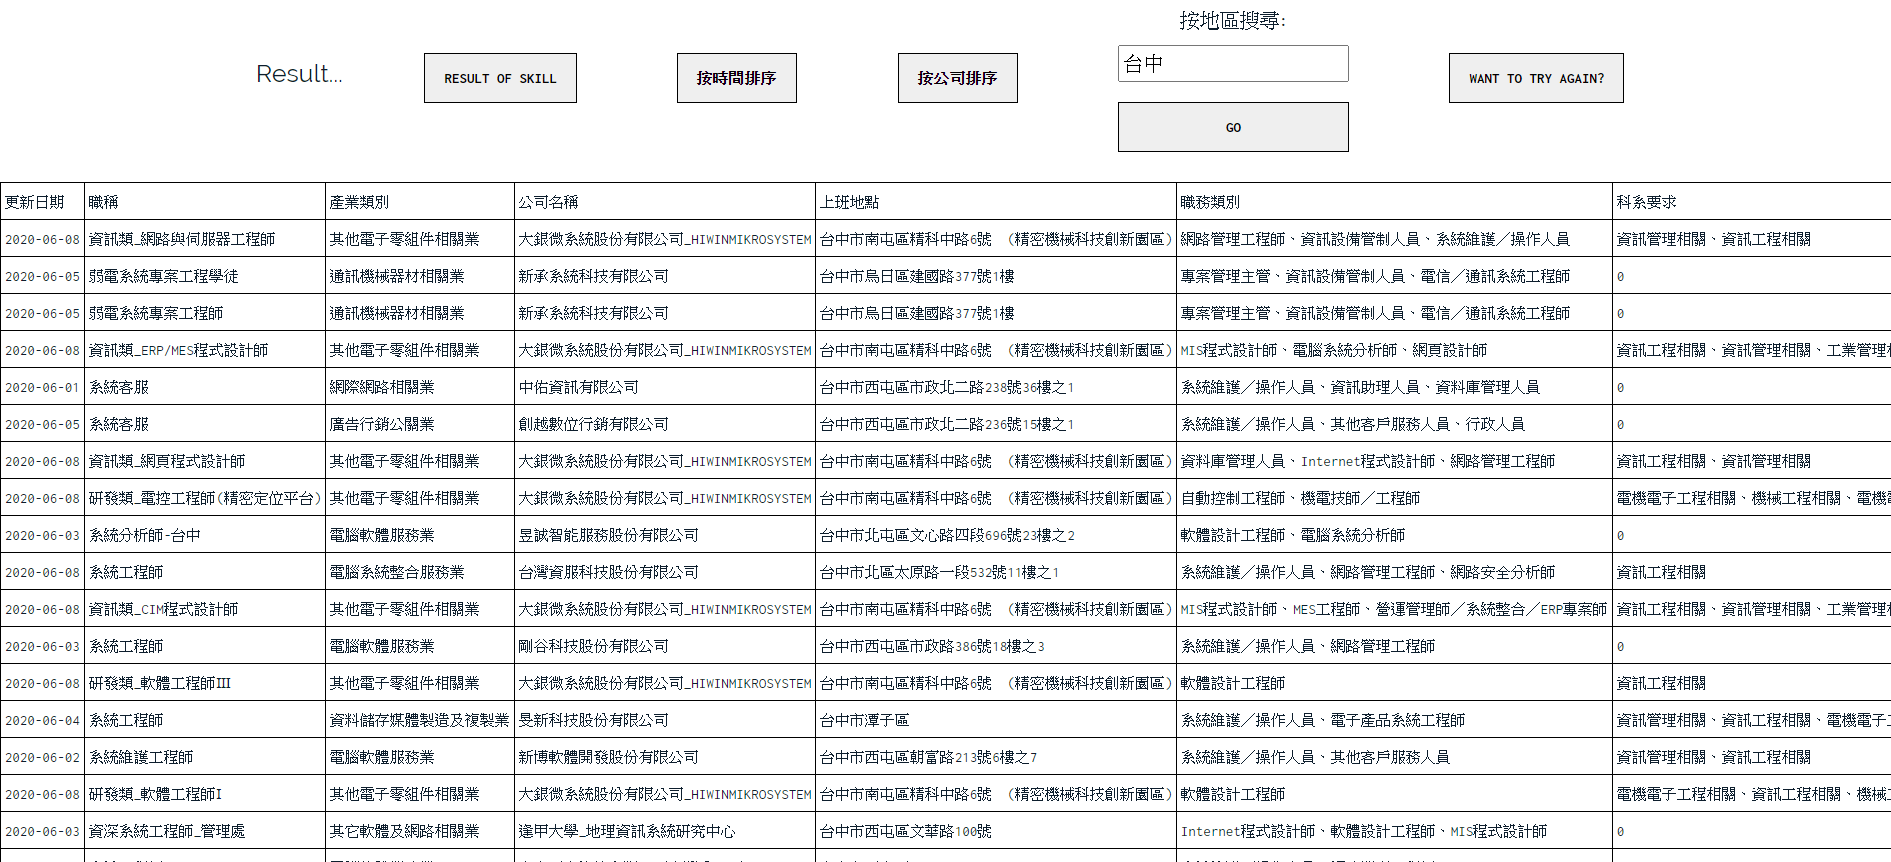 按地區搜尋:
Result...
RESULT OF SKILL
按時間排序
按公司排序
台中
WANT TO TRY AGAIN?
GO
更新日期 職稱 產業類別 公司名稱 上班地點 職務類別 科系要求
2020-06-08 資訊類_網路與伺服器工程師 其他電子零組件相關業 大銀微系統股份有限公司_HIWINMIKROSYSTEM 台中市南屯區精科中路6號 (精密機械科技創新園區) 網路管理工程師、資訊設備管制人員、系統維護／操作人員 資訊管理相關、資訊工程相關
2020-06-05 弱電系統專案工程學徒 通訊機械器材相關業 新承系統科技有限公司 台中市烏日區建國路377號1樓 專案管理主管、資訊設備管制人員、電信／通訊系統工程師 0
2020-06-05 弱電系統專案工程師 通訊機械器材相關業 新承系統科技有限公司 台中市烏日區建國路377號1樓 專案管理主管、資訊設備管制人員、電信／通訊系統工程師 0
2020-06-08 資訊類_ERP/MES程式設計師 其他電子零組件相關業 大銀微系統股份有限公司_HIWINMIKROSYSTEM 台中市南屯區精科中路6號 (精密機械科技創新園區) MIS程式設計師、電腦系統分析師、網頁設計師 資訊工程相關、資訊管理相關、工業管理
2020-06-01 系統客服 網際網路相關業 中佑資訊有限公司 台中市西屯區市政北二路238號36樓之1 系統維護／操作人員、資訊助理人員、資料庫管理人員 0
2020-06-05 系統客服 廣告行銷公關業 創越數位行銷有限公司 台中市西屯區市政北二路236號15樓之1 系統維護／操作人員、其他客戶服務人員、行政人員 0
2020-06-08 資訊類_網頁程式設計師 其他電子零組件相關業 大銀微系統股份有限公司_HIWINMIKROSYSTEM 台中市南屯區精科中路6號 (精密機械科技創新園區) 資料庫管理人員、Internet程式設計師、網路管理工程師 資訊工程相關、資訊管理相關
2020-06-08 研發類_電控工程師(精密定位平台) 其他電子零組件相關業 大銀微系統股份有限公司_HIWINMIKROSYSTEM 台中市南屯區精科中路6號 (精密機械科技創新園區) 自動控制工程師、機電技師／工程師 電機電子工程相關、機械工程相關、電機
2020-06-03 系統分析師-台中 電腦軟體服務業 昱誠智能服務股份有限公司 台中市北屯區文心路四段696號23樓之2 軟體設計工程師、電腦系統分析師 0
2020-06-08 系統工程師 電腦系統整合服務業 台灣資服科技股份有限公司 台中市北區太原路一段532號11樓之1 系統維護／操作人員、網路管理工程師、網路安全分析師 資訊工程相關
2020-06-08 資訊類_CIM程式設計師 其他電子零組件相關業 大銀微系統股份有限公司_HIWINMIKROSYSTEM 台中市南屯區精科中路6號 (精密機械科技創新園區) MIS程式設計師、MES工程師、營運管理師／系統整合／ERP專案師 資訊工程相關、資訊管理相關、工業管理
2020-06-03 系統工程師 電腦軟體服務業 剛谷科技股份有限公司 台中市西屯區市政路386號18樓之3 系統維護／操作人員、網路管理工程師 0
2020-06-08 研發類_軟體工程師III 其他電子零組件相關業 大銀微系統股份有限公司_HIWINMIKROSYSTEM 台中市南屯區精科中路6號 (精密機械科技創新園區) 軟體設計工程師 資訊工程相關
2020-06-04 系統工程師 資料儲存媒體製造及複製業 旻新科技股份有限公司 台中市潭子區 系統維護／操作人員、電子產品系統工程師 資訊管理相關、資訊工程相關、電機電子
2020-06-02 系統維護工程師 電腦軟體服務業 新博軟體開發股份有限公司 台中市西屯區朝富路213號6樓之7 系統維護／操作人員、其他客戶服務人員 資訊管理相關、資訊工程相關
2020-06-08 研發類_軟體工程師I 其他電子零組件相關業 大銀微系統股份有限公司_HIWINMIKROSYSTEM 台中市南屯區精科中路6號 (精密機械科技創新園區) 軟體設計工程師 電機電子工程相關、資訊工程相關、機械
2020-06-03 資深系統工程師_管理處 其它軟體及網路相關業 逢甲大學_地理資訊系統研究中心 台中市西屯區文華路100號 Internet程式設計師、軟體設計工程師、MIS程式設計師 0